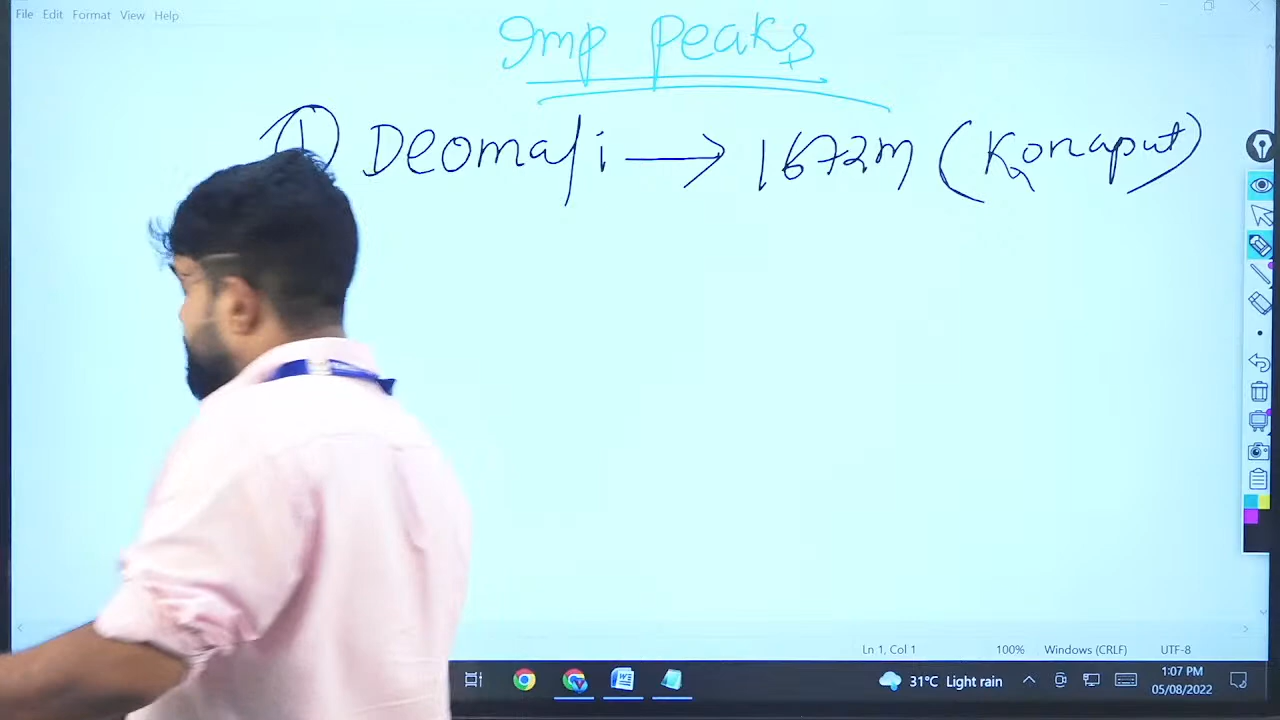 File Edit Format View Help
Imp Peaks
① Deomali → 1672m (Koraput)
Ln 1, Col 1 100% Windows (CRLF) UTF-8
31°C Light rain
1:07 PM
05/08/2022